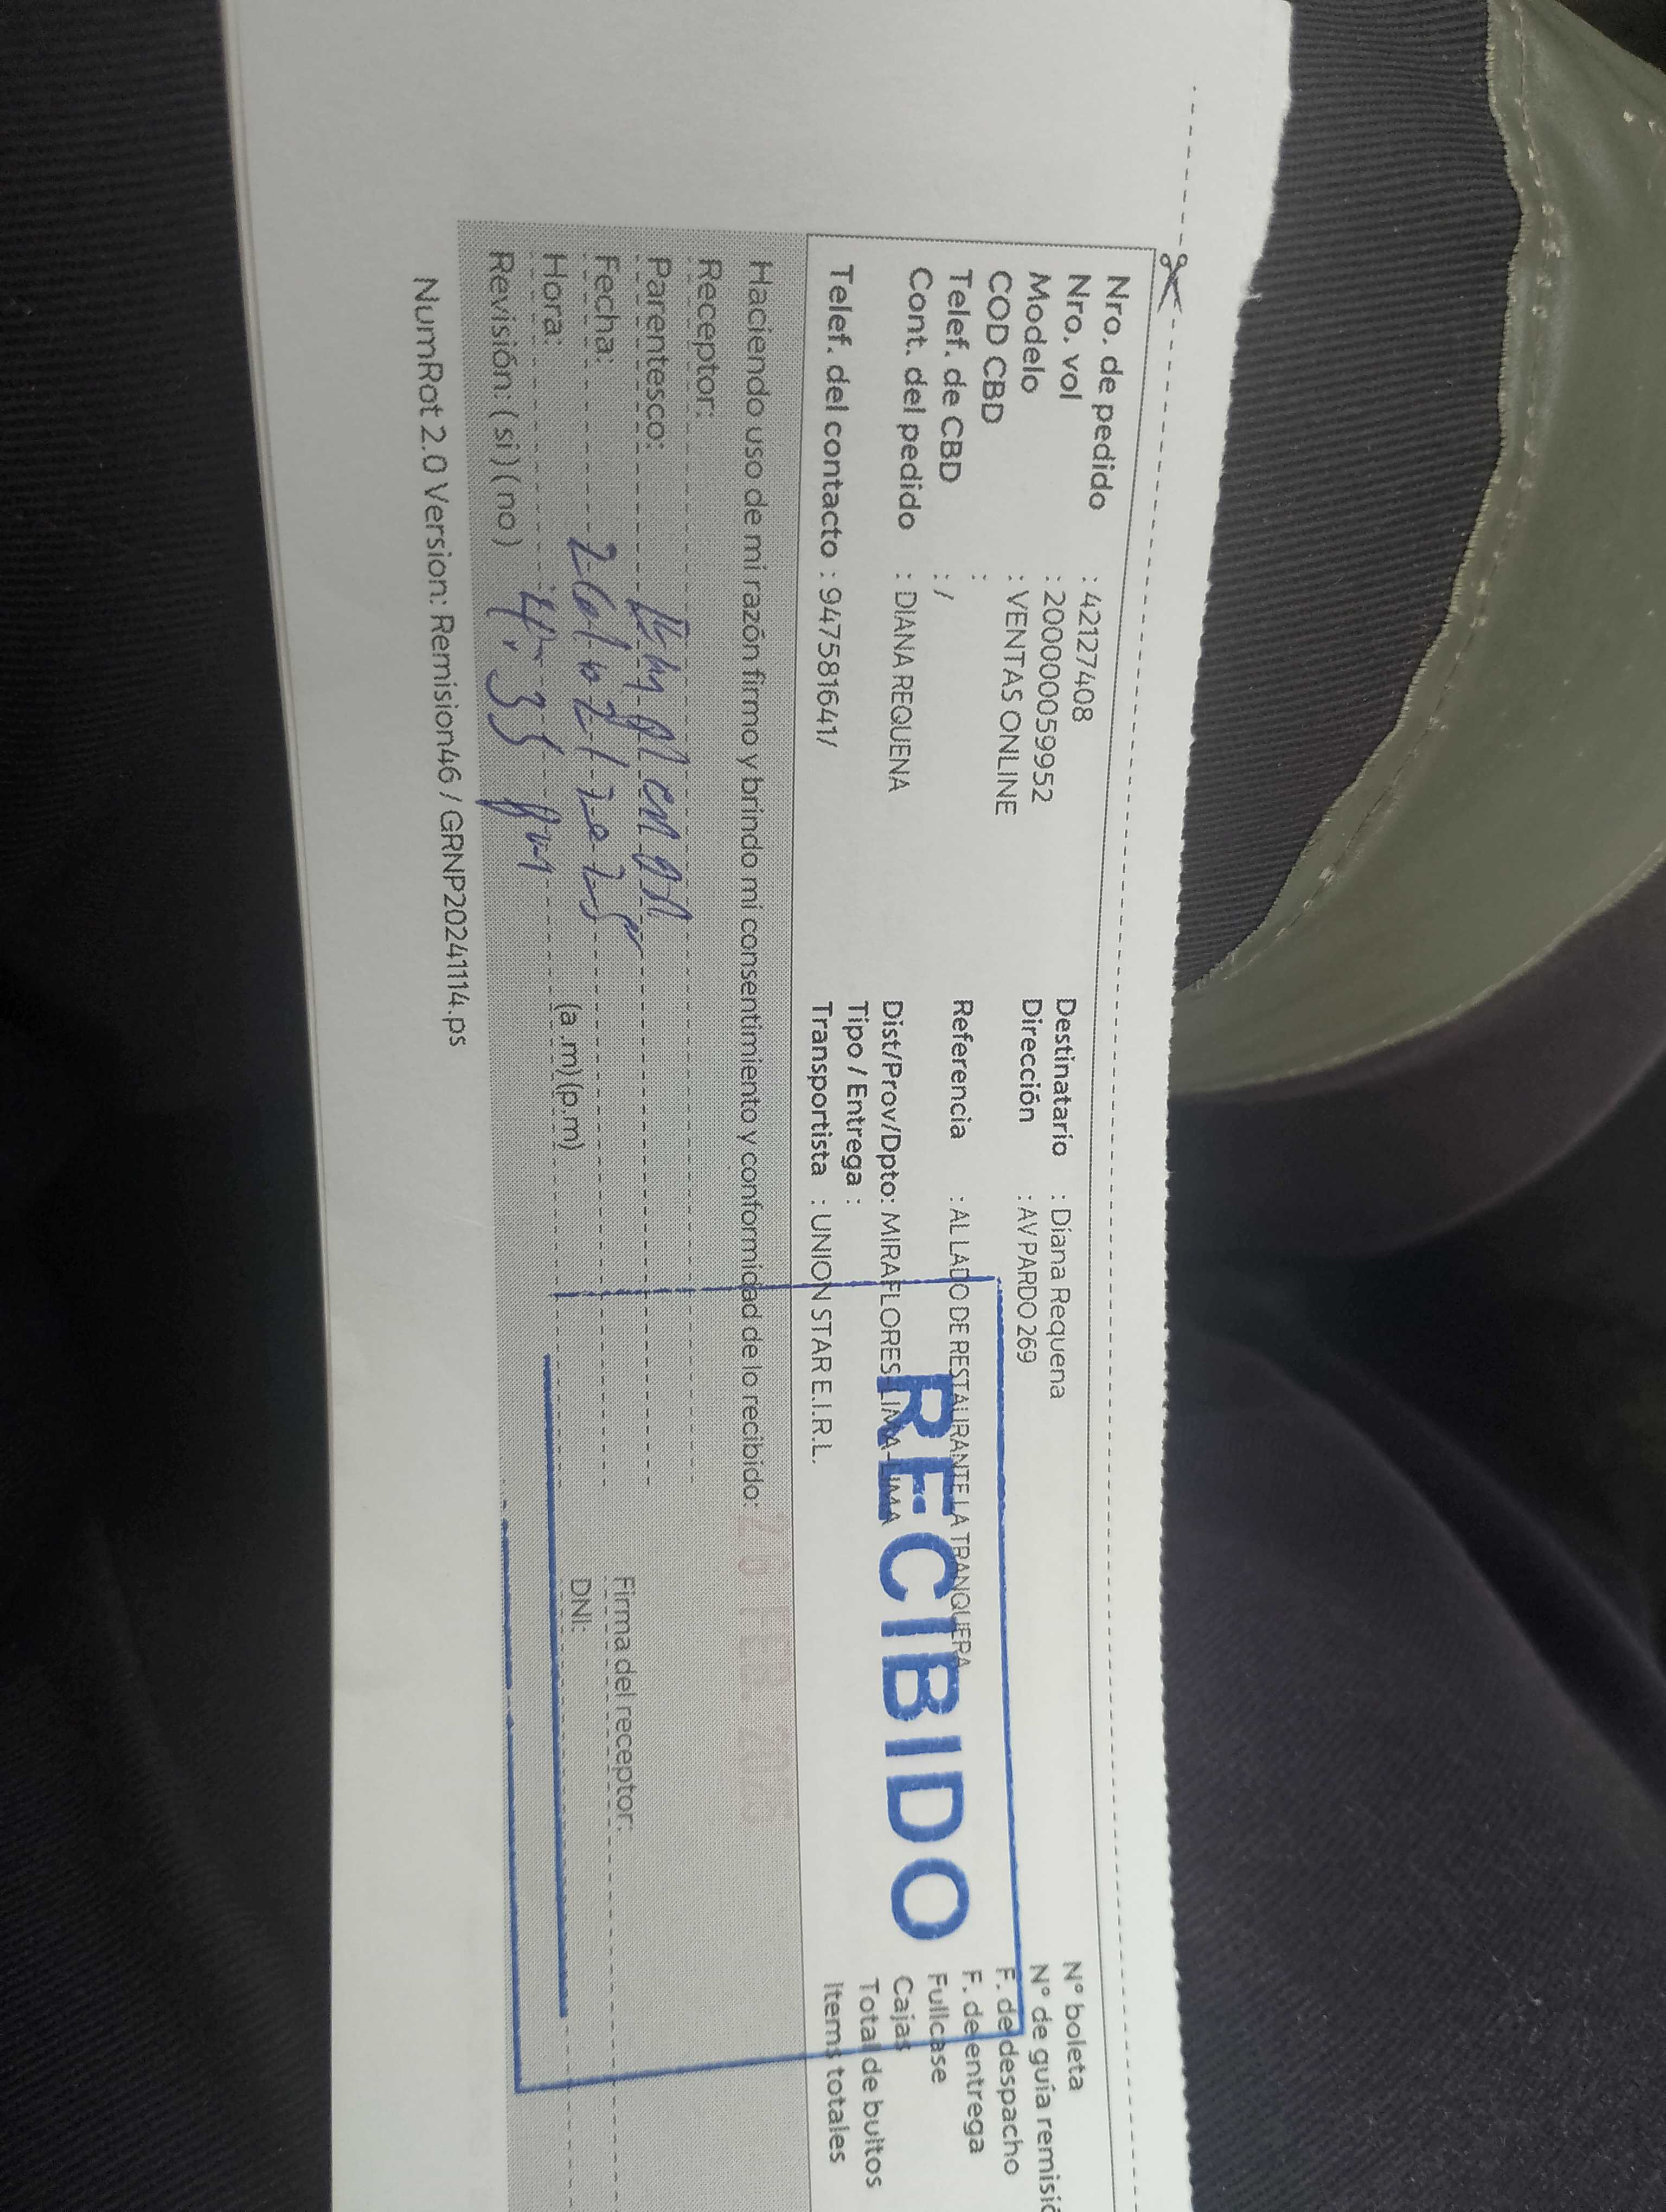 Nro. de pedido : 42127408
Nro. vol : 2000000059952
Modelo : VENTAS ONLINE
COD CBD :
Telef. de CBD : /
Cont. del pedido : DIANA REQUENA
Telef. del contacto : 947581641/
Destinatario : Diana Requena
Dirección : AV PARDO 269
Referencia : AL LADO DE RESTAURANTE LA TRANQUERA
Dist/Prov/Dpto: MIRAFLORES-LIMA-LIMA
Tipo / Entrega :
Transportista : UNION STAR E.I.R.L.
N° boleta
N° de guía remisió
F. de despacho
F. de entrega
Fullcase
Cajas
Total de bultos
Items totales
RECIBIDO
Haciendo uso de mi razón firmo y brindo mi consentimiento y conformidad de lo recibido:
FEB.
Receptor:
Parentesco:
Fecha:
Hora: 4:35 pm (a .m)(p.m)
Revisión: ( si ) ( no )
Firma del receptor:
DNI:
NumRot 2.0 Version: Remision46 / GRNP20241114.ps